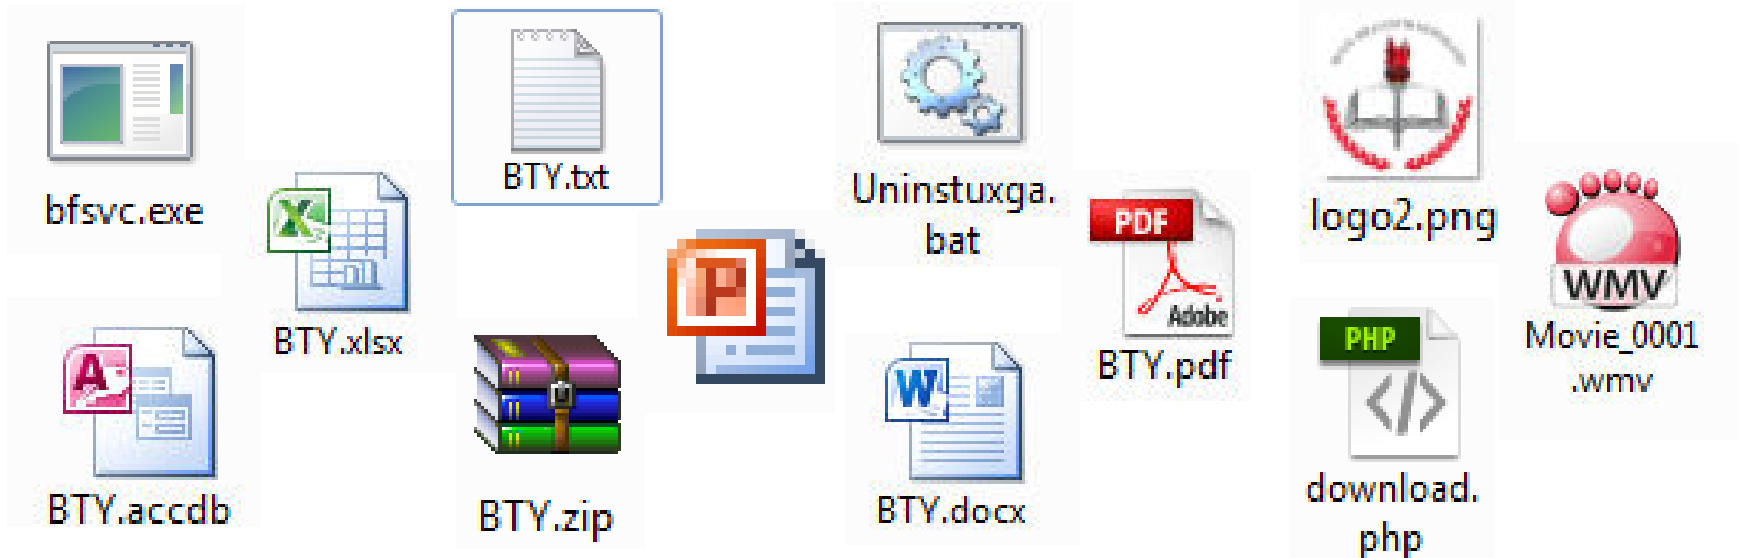 bfsvc.exe
BTY.txt
Uninstuxga.
bat
logo2.png
X
BTY.xlsx
P
PDF
Adobe
BTY.pdf
WMV
Movie_0001
.wmv
A
BTY.accdb
BTY.zip
W
BTY.docx
PHP
</>
download.
php